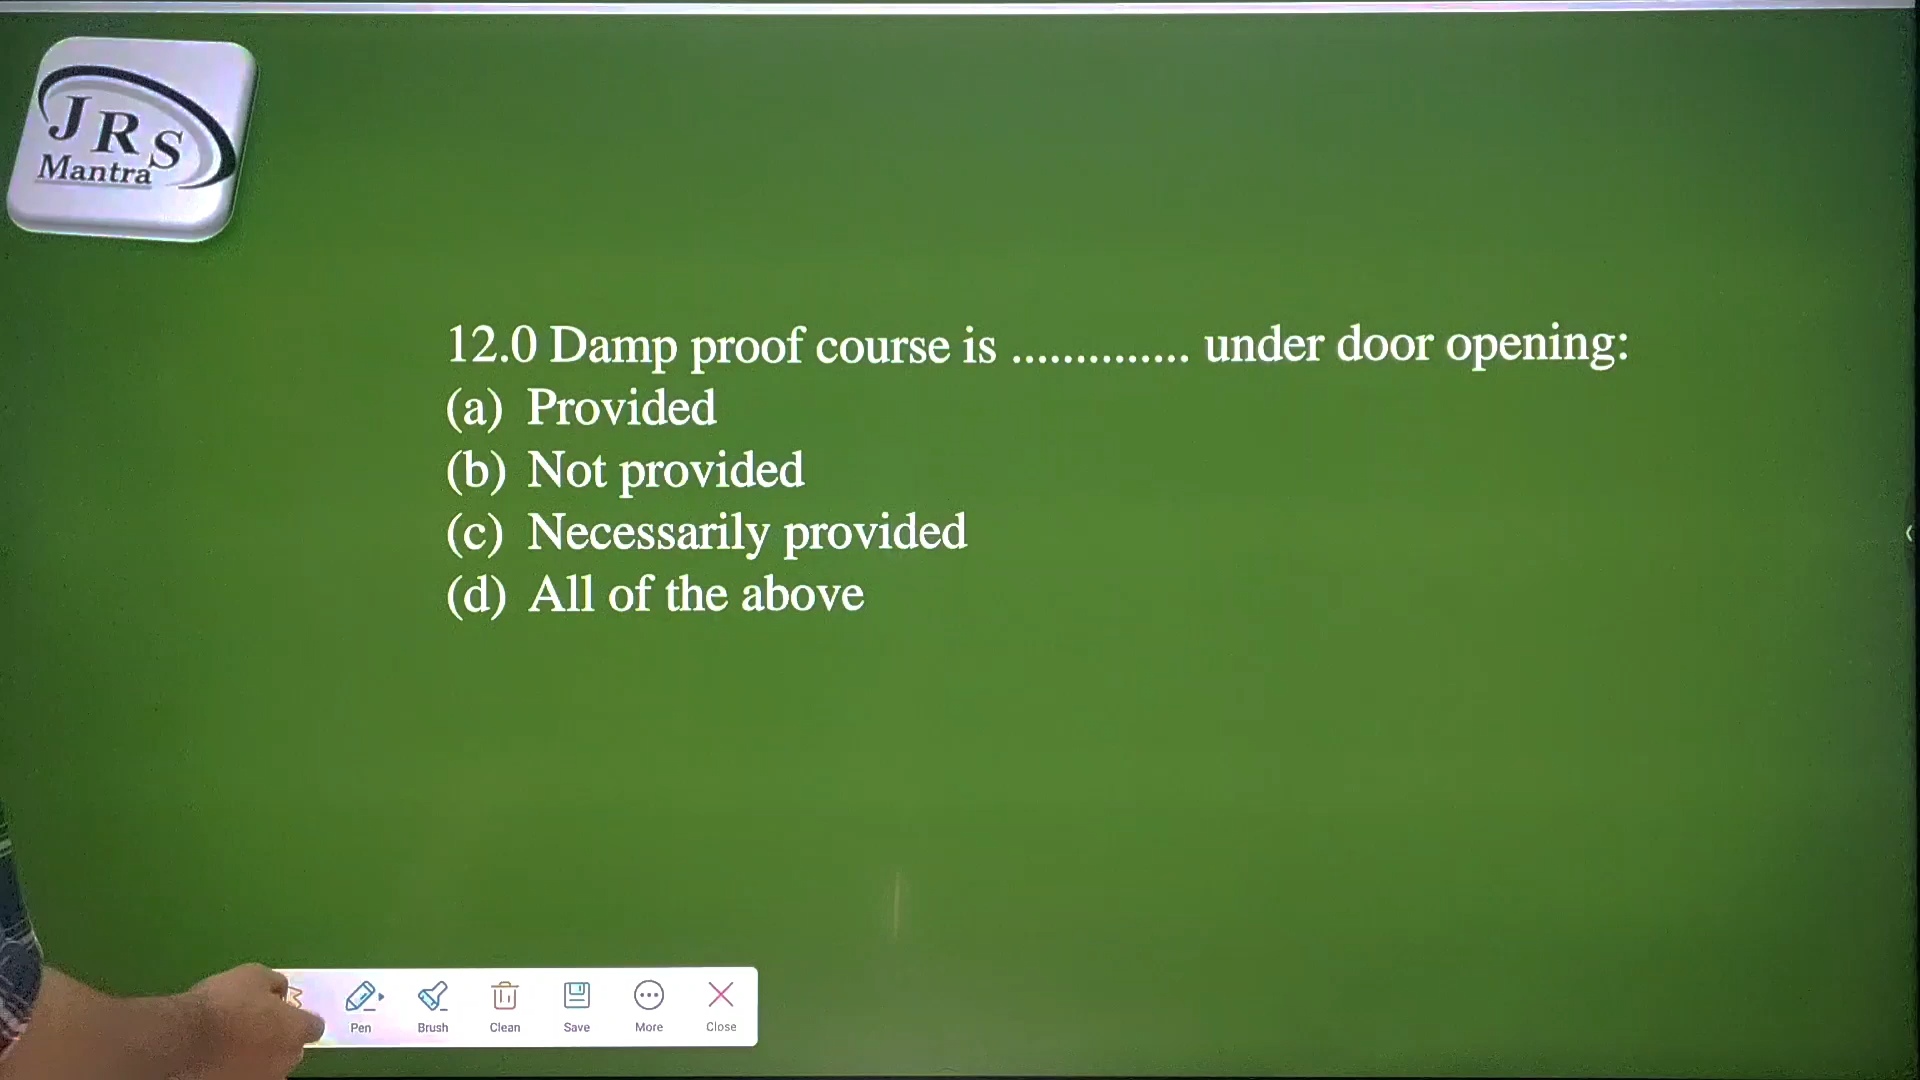 JRS
Mantra
12.0 Damp proof course is .............. under door opening:
(a) Provided
(b) Not provided
(c) Necessarily provided
(d) All of the above
Pen Brush Clean Save More Close